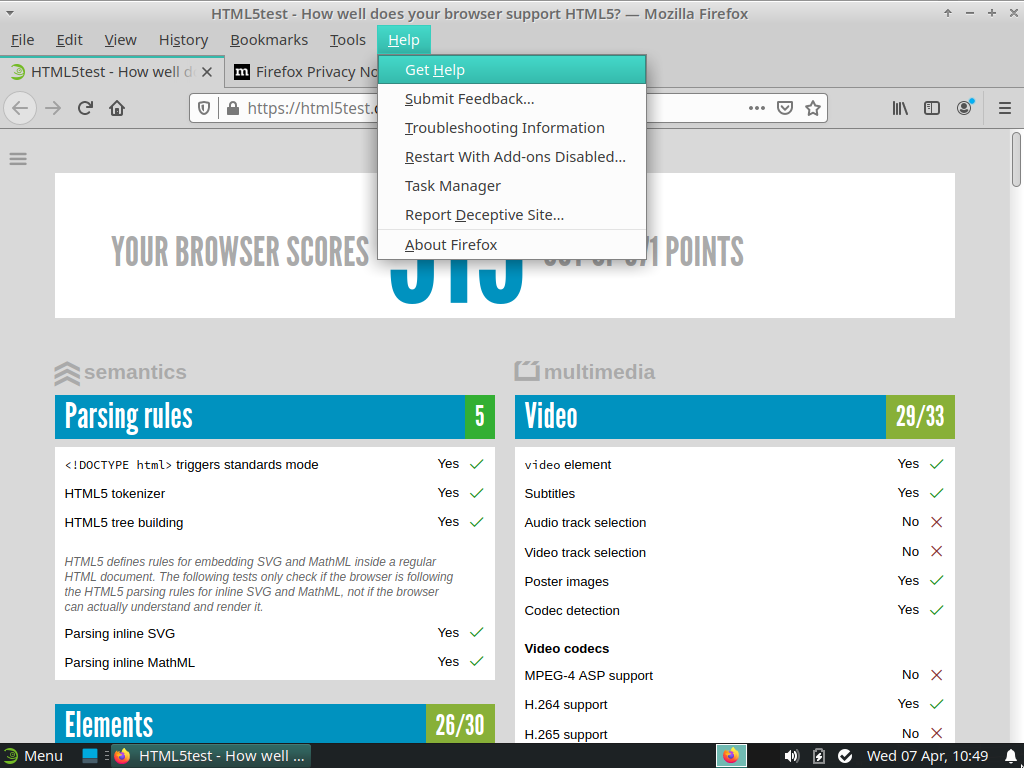 HTML5test - How well does your browser support HTML5? — Mozilla Firefox
File Edit View History Bookmarks Tools Help
HTML5test - How well d
Firefox Privacy No
https://html5test.
Get Help
Submit Feedback...
Troubleshooting Information
Restart With Add-ons Disabled...
Task Manager
Report Deceptive Site...
About Firefox
YOUR BROWSER SCORES
POINTS
semantics
Parsing rules 5
<!DOCTYPE html> triggers standards mode Yes
HTML5 tokenizer Yes
HTML5 tree building Yes
HTML5 defines rules for embedding SVG and MathML inside a regular
HTML document. The following tests only check if the browser is following
the HTML5 parsing rules for inline SVG and MathML, not if the browser
can actually understand and render it.
Parsing inline SVG Yes
Parsing inline MathML Yes
Elements 26/30
multimedia
Video 29/33
video element Yes
Subtitles Yes
Audio track selection No
Video track selection No
Poster images Yes
Codec detection Yes
Video codecs
MPEG-4 ASP support No
H.264 support Yes
H.265 support No
Menu
HTML5test - How well ...
Wed 07 Apr, 10:49